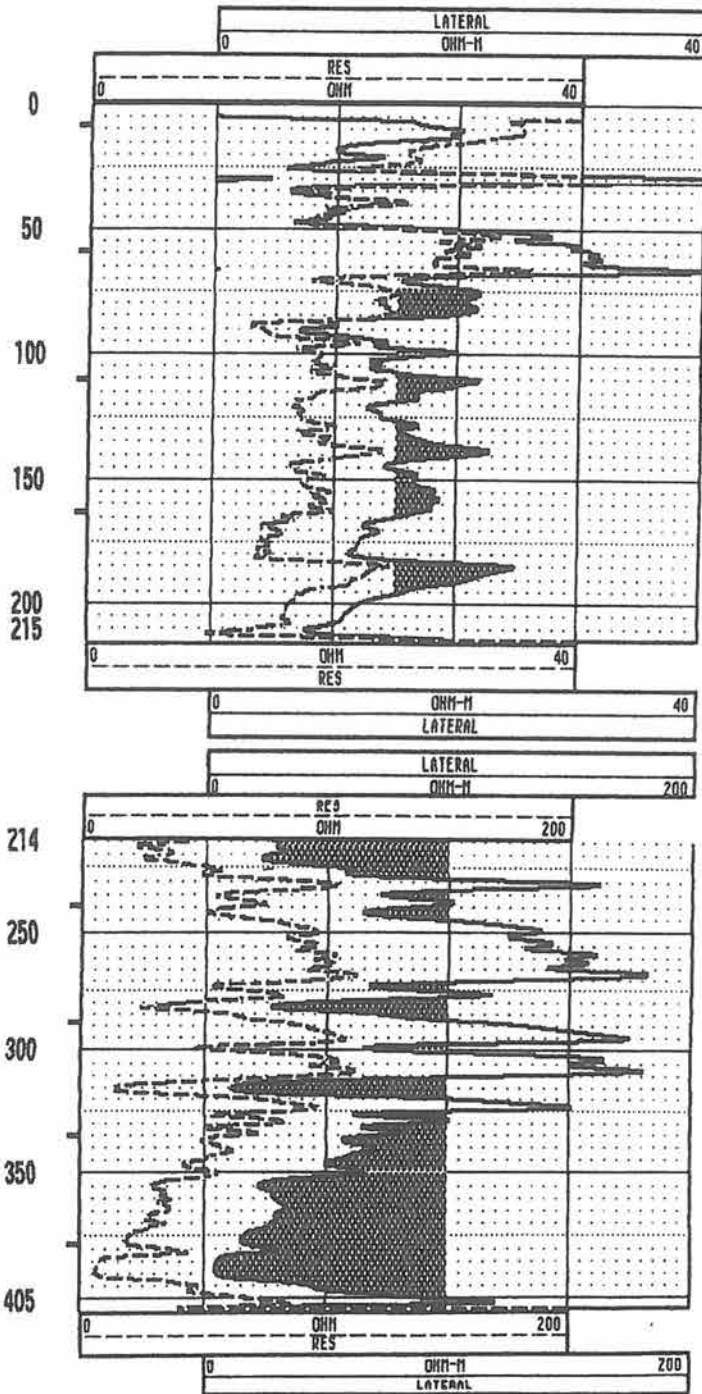 LATERAL
0 OHM-M 40
RES
0 OHM 40
0
50
100
150
200
215
0 OHM 40
RES
0 OHM-M 40
LATERAL
LATERAL
0 OHM-M 200
RES
0 OHM 200
214
250
300
350
405
0 OHM 200
RES
0 OHM-M 200
LATERAL